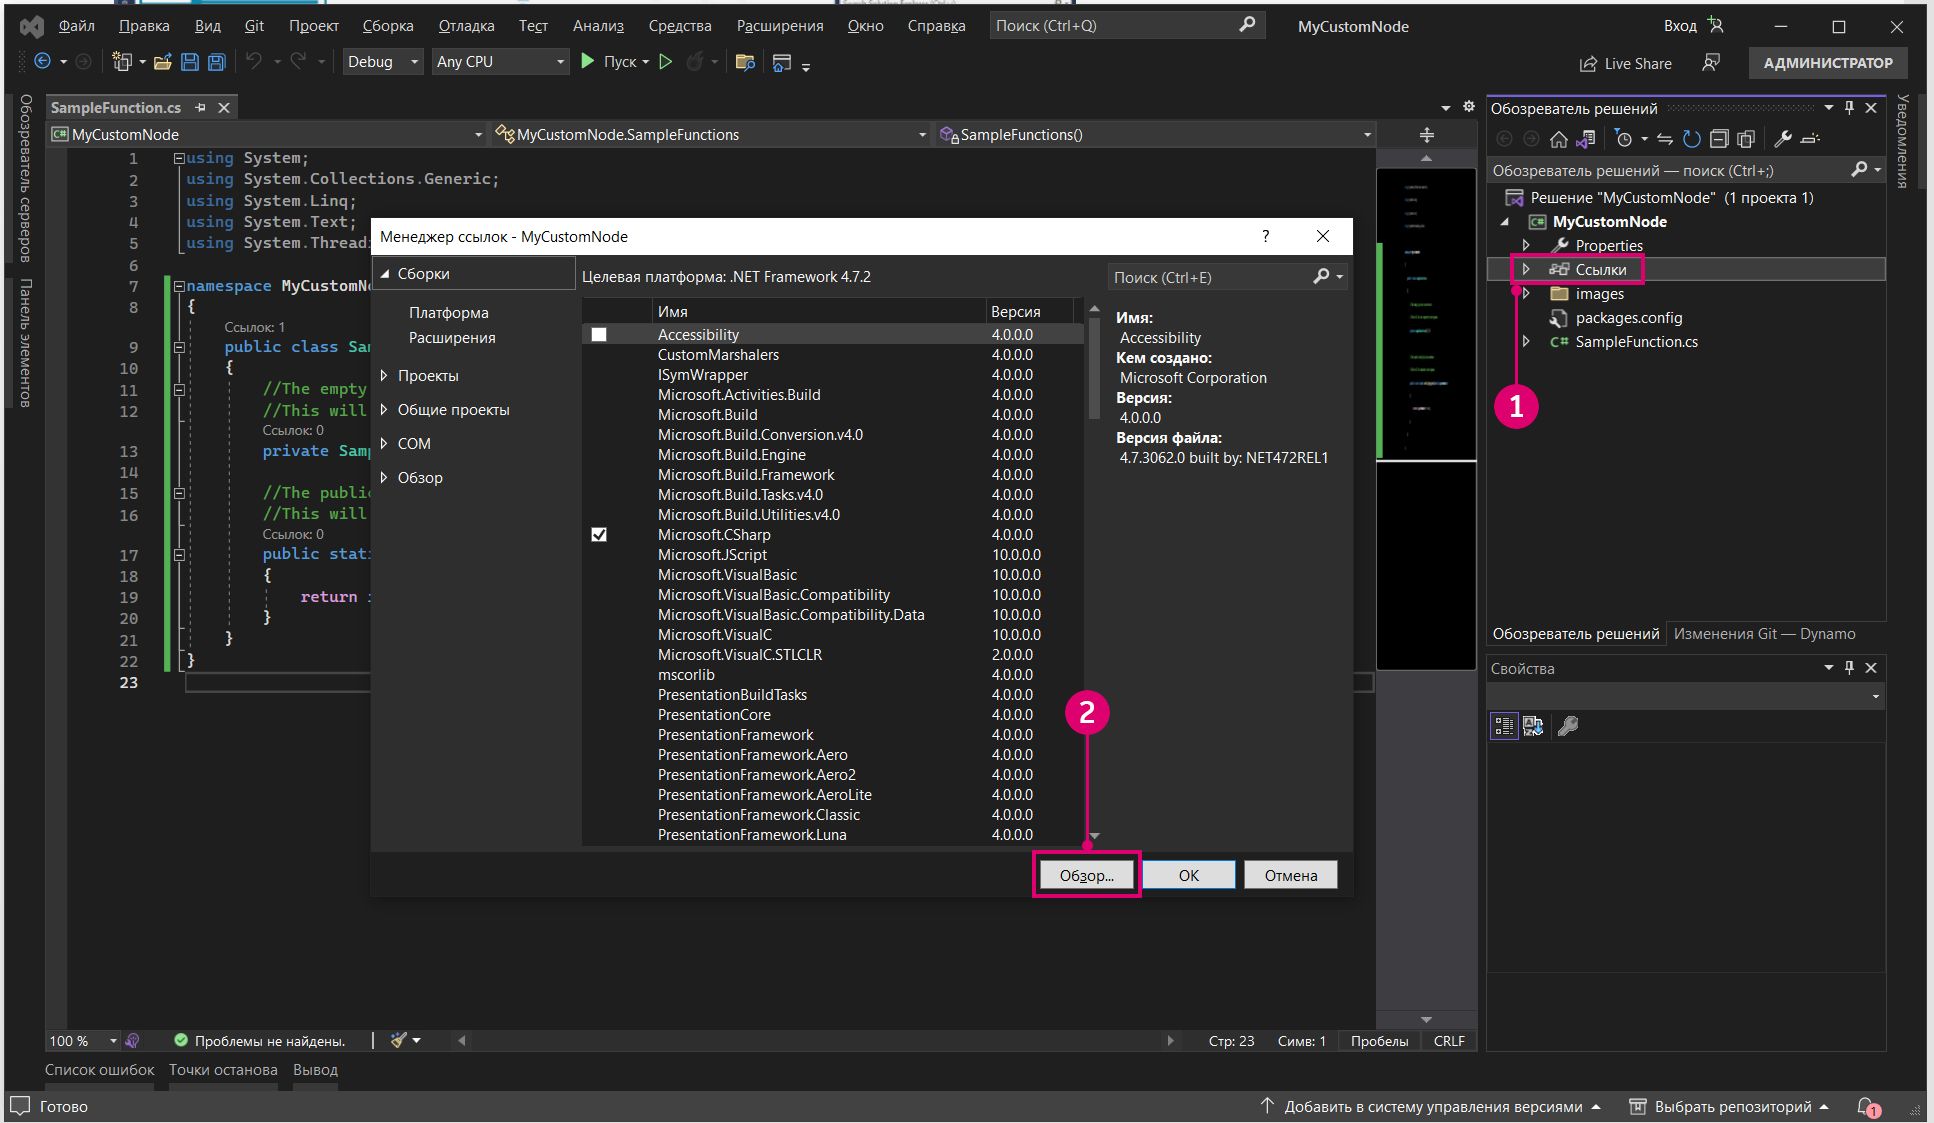 Файл Правка Вид Git Проект Сборка Отладка Тест Анализ Средства Расширения Окно Справка Поиск (Ctrl+Q) MyCustomNode Вход
Debug Any CPU Пуск Live Share АДМИНИСТРАТОР
Обозреватель серверов
Панель элементов
SampleFunction.cs
C# MyCustomNode MyCustomNode.SampleFunctions SampleFunctions()
1 using System;
2 using System.Collections.Generic;
3 using System.Linq;
4 using System.Text;
5 using System.Thread
6
7 namespace MyCustomNo
8 {
Ссылок: 1
9 public class Sam
10 {
11 //The empty
12 //This will
Ссылок: 0
13 private Samp
14
15 //The public
16 //This will
Ссылок: 0
17 public stati
18 {
19 return
20 }
21 }
22 }
23
Менеджер ссылок - MyCustomNode ?
Сборки
Платформа
Расширения
Проекты
Общие проекты
COM
Обзор
Целевая платформа: .NET Framework 4.7.2
Поиск (Ctrl+E)
Имя Версия
Accessibility 4.0.0.0
CustomMarshalers 4.0.0.0
ISymWrapper 4.0.0.0
Microsoft.Activities.Build 4.0.0.0
Microsoft.Build 4.0.0.0
Microsoft.Build.Conversion.v4.0 4.0.0.0
Microsoft.Build.Engine 4.0.0.0
Microsoft.Build.Framework 4.0.0.0
Microsoft.Build.Tasks.v4.0 4.0.0.0
Microsoft.Build.Utilities.v4.0 4.0.0.0
Microsoft.CSharp 4.0.0.0
Microsoft.JScript 10.0.0.0
Microsoft.VisualBasic 10.0.0.0
Microsoft.VisualBasic.Compatibility 10.0.0.0
Microsoft.VisualBasic.Compatibility.Data 10.0.0.0
Microsoft.VisualC 10.0.0.0
Microsoft.VisualC.STLCLR 2.0.0.0
mscorlib 4.0.0.0
PresentationBuildTasks 4.0.0.0
PresentationCore 4.0.0.0
PresentationFramework 4.0.0.0
PresentationFramework.Aero 4.0.0.0
PresentationFramework.Aero2 4.0.0.0
PresentationFramework.AeroLite 4.0.0.0
PresentationFramework.Classic 4.0.0.0
PresentationFramework.Luna 4.0.0.0
Имя:
Accessibility
Кем создано:
Microsoft Corporation
Версия:
4.0.0.0
Версия файла:
4.7.3062.0 built by: NET472REL1
2
Обзор... ОК Отмена
Обозреватель решений
Обозреватель решений — поиск (Ctrl+;)
Решение "MyCustomNode" (1 проекта 1)
C# MyCustomNode
Properties
Ссылки
images
packages.config
C# SampleFunction.cs
1
Обозреватель решений Изменения Git — Dynamo
Свойства
Уведомления
100 % Проблемы не найдены. Стр: 23 Симв: 1 Пробелы CRLF
Список ошибок Точки останова Вывод
Готово Добавить в систему управления версиями Выбрать репозиторий 1